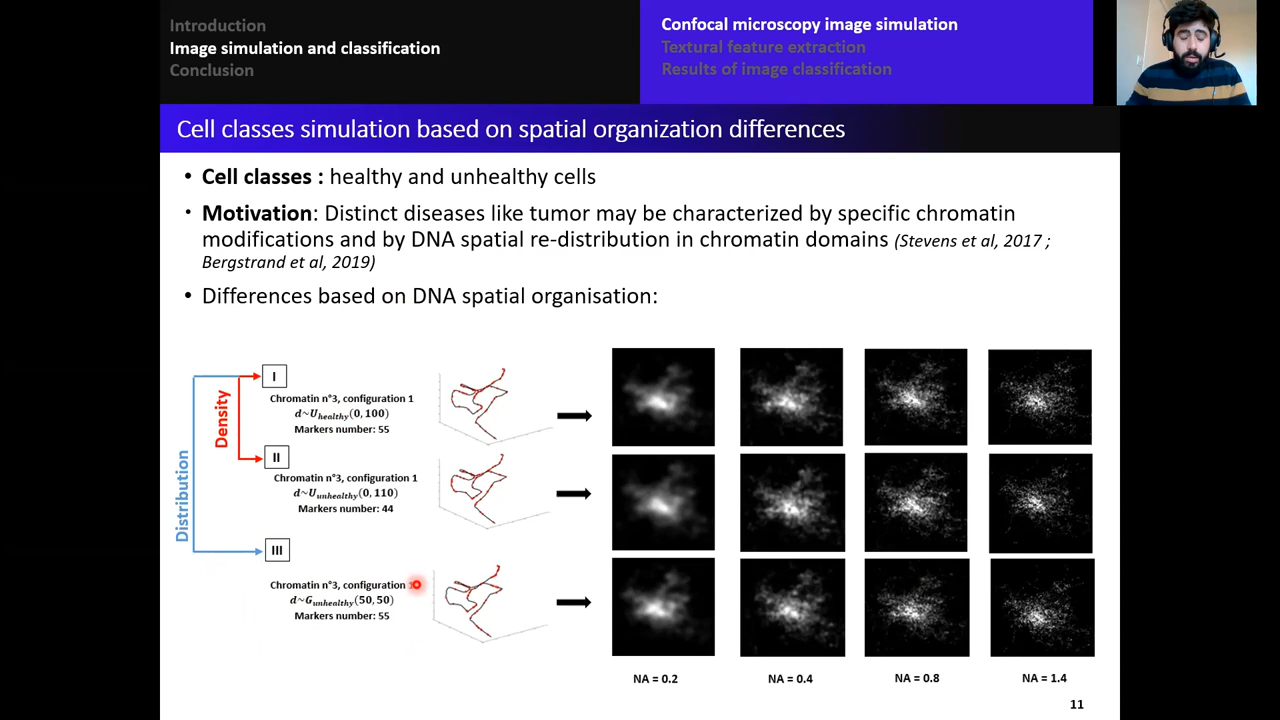 Introduction
Image simulation and classification
Conclusion
Confocal microscopy image simulation
Textural feature extraction
Results of image classification
Cell classes simulation based on spatial organization differences
• Cell classes : healthy and unhealthy cells
• Motivation: Distinct diseases like tumor may be characterized by specific chromatin
modifications and by DNA spatial re-distribution in chromatin domains (Stevens et al, 2017 ;
Bergstrand et al, 2019)
• Differences based on DNA spatial organisation:
Distribution
Density
I
Chromatin n°3, configuration 1
d~U_healthy(0, 100)
Markers number: 55
II
Chromatin n°3, configuration 1
d~U_unhealthy(0, 110)
Markers number: 44
III
Chromatin n°3, configuration
d~G_unhealthy(50, 50)
Markers number: 55
NA = 0.2
NA = 0.4
NA = 0.8
NA = 1.4
11